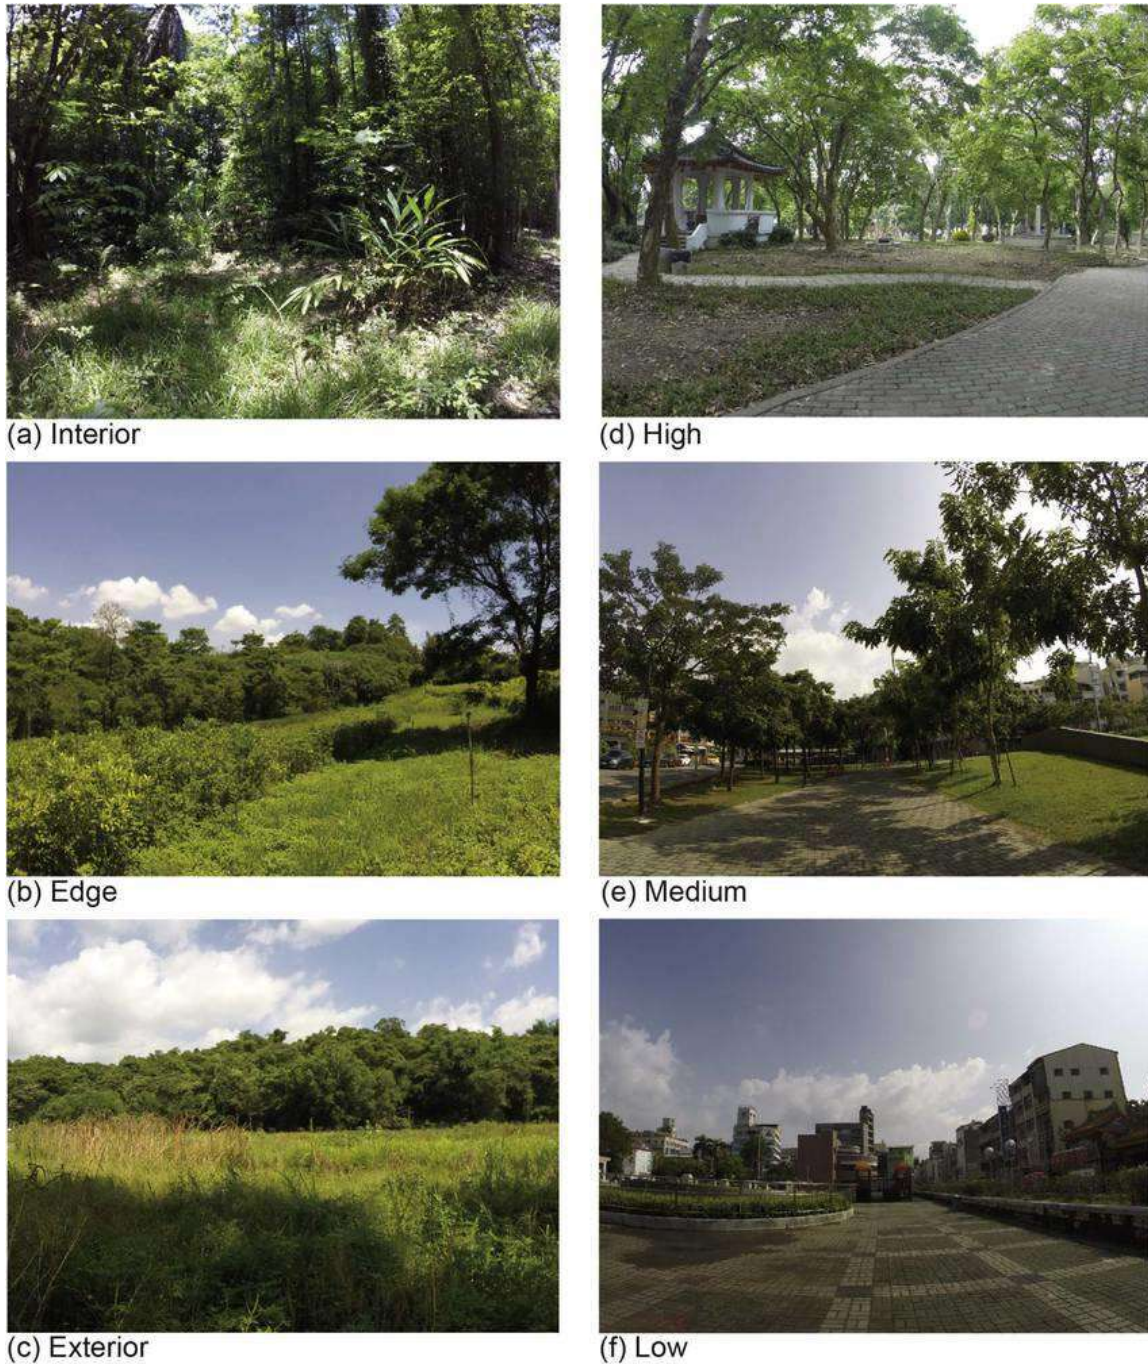 (a) Interior
(d) High
(b) Edge
(e) Medium
(c) Exterior
(f) Low